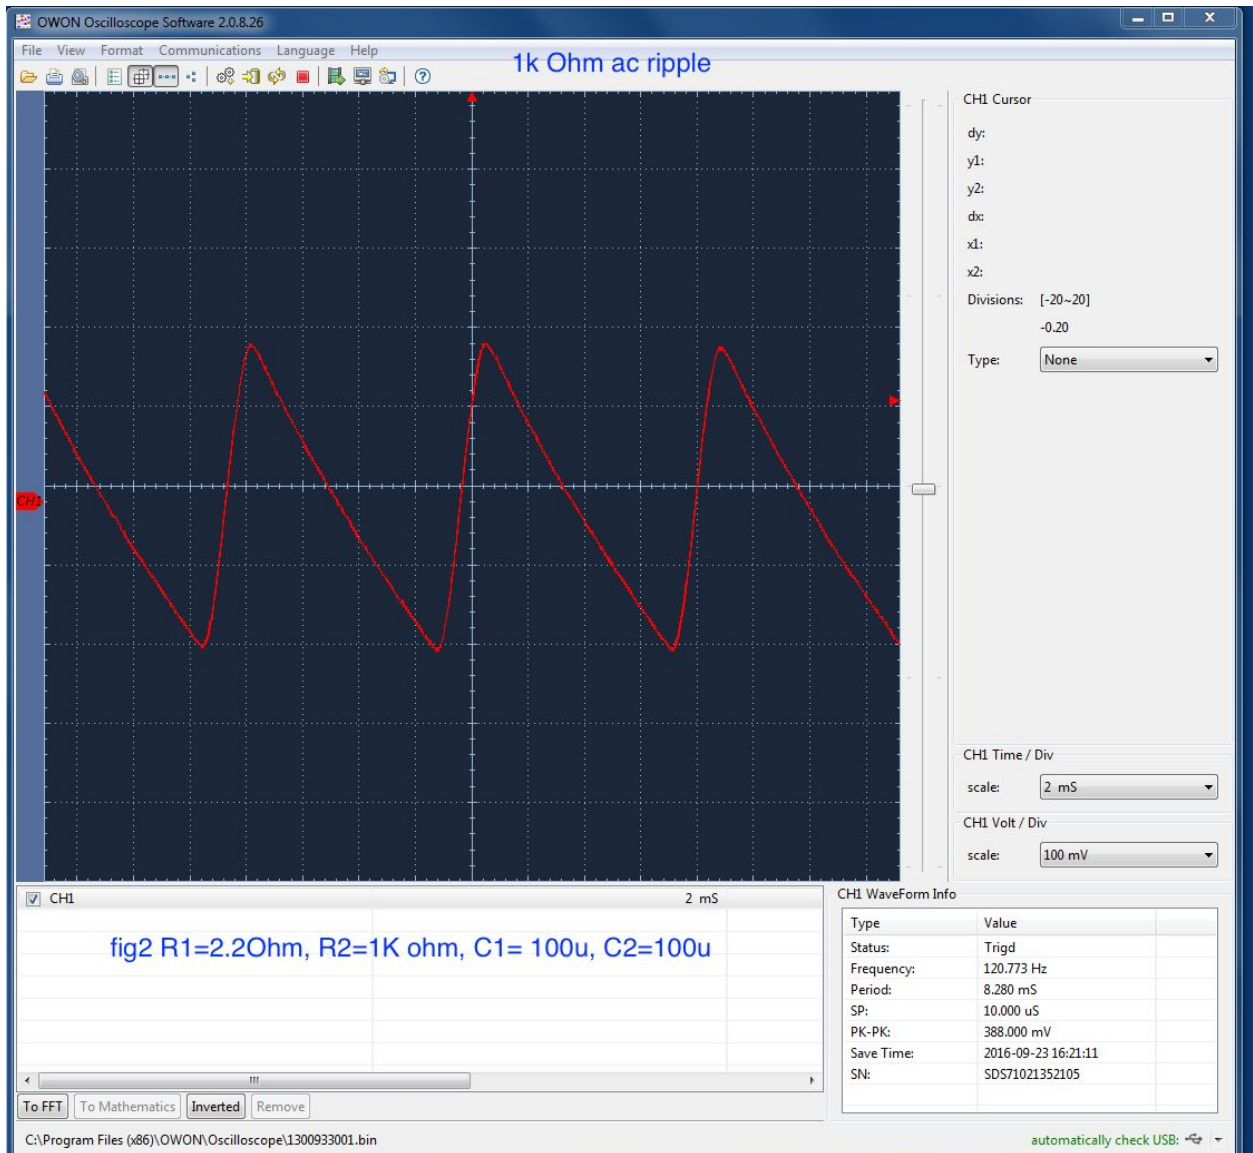 OWON Oscilloscope Software 2.0.8.26
File View Format Communications Language Help
1k Ohm ac ripple
CH1 Cursor
dy:
y1:
y2:
dx:
x1:
x2:
Divisions: [-20~20]
-0.20
Type: None
CH1
CH1 Time / Div
scale: 2 mS
CH1 Volt / Div
scale: 100 mV
CH1 2 mS
fig2 R1=2.2Ohm, R2=1K ohm, C1= 100u, C2=100u
CH1 WaveForm Info
Type Value
Status: Trigd
Frequency: 120.773 Hz
Period: 8.280 mS
SP: 10.000 uS
PK-PK: 388.000 mV
Save Time: 2016-09-23 16:21:11
SN: SDS71021352105
To FFT To Mathematics Inverted Remove
C:\Program Files (x86)\OWON\Oscilloscope\1300933001.bin
automatically check USB: